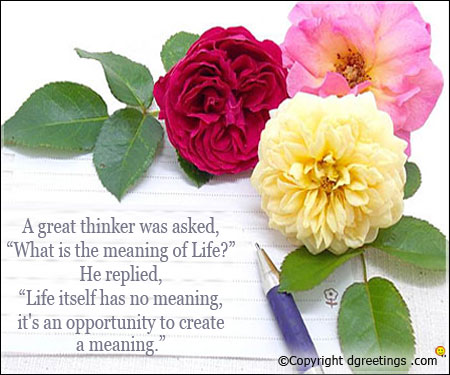 A great thinker was asked,
“What is the meaning of Life?”
He replied,
“Life itself has no meaning,
it's an opportunity to create
a meaning.”
©Copyright dgreetings .com